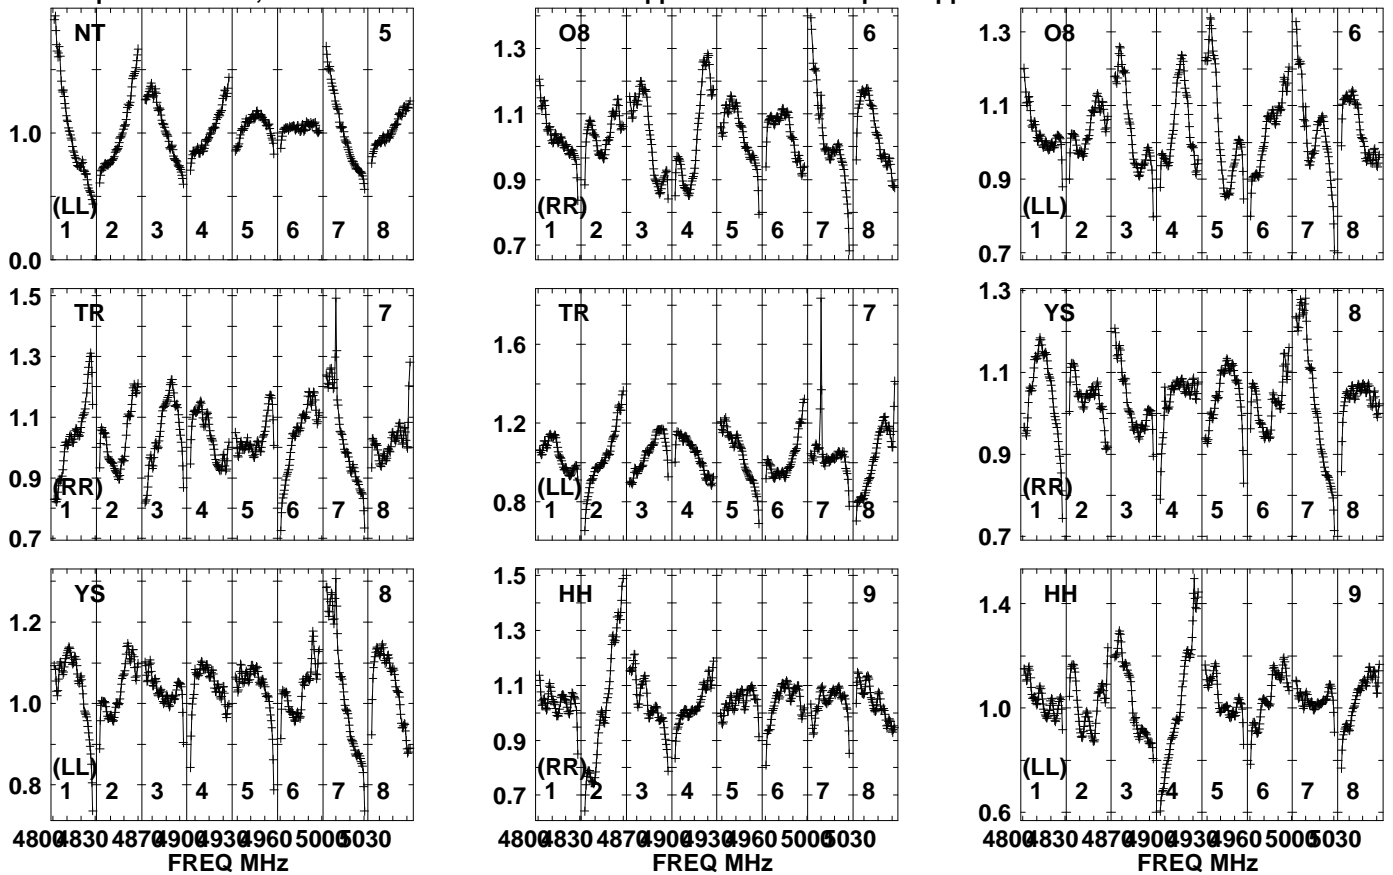 NT 5 O8 6 O8 6
1.3 1.3
1.0 1.1 1.1
0.9 0.9
(LL) (RR) (LL)
1 2 3 4 5 6 7 8 1 2 3 4 5 6 7 8 1 2 3 4 5 6 7 8
0.0 0.7 0.7
1.5 TR 7 TR 7 1.3 YS 8
1.3 1.6
1.1 1.2 1.1
0.9 0.9
(RR) (LL) 0.8 (RR)
1 2 3 4 5 6 7 8 1 2 3 4 5 6 7 8 1 2 3 4 5 6 7 8
0.7 0.7
YS 8 1.5 HH 9 HH 9
1.2 1.3 1.4
1.0 1.1 1.0
0.9
(LL) (RR) (LL)
0.8 1 2 3 4 5 6 7 8 0.7 1 2 3 4 5 6 7 8 1 2 3 4 5 6 7 8
0.6
4800 4830 4870 4900 4930 4960 5000 5030 4800 4830 4870 4900 4930 4960 5000 5030 4800 4830 4870 4900 4930 4960 5000 5030
FREQ MHz FREQ MHz FREQ MHz